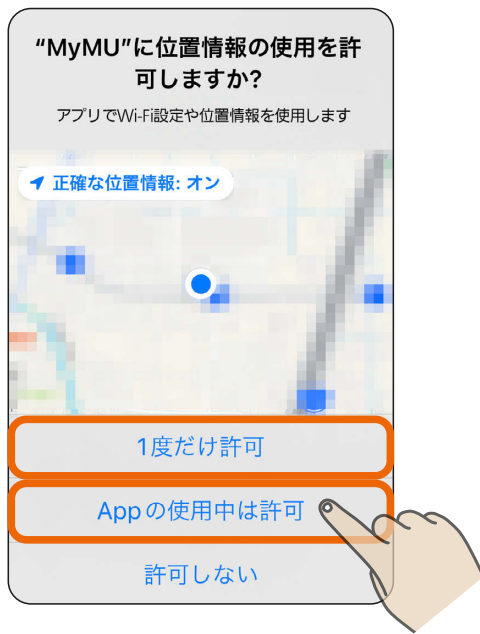 “MyMU”に位置情報の使用を許
可しますか?
アプリでWi-Fi設定や位置情報を使用します
正確な位置情報: オン
1度だけ許可
Appの使用中は許可
許可しない